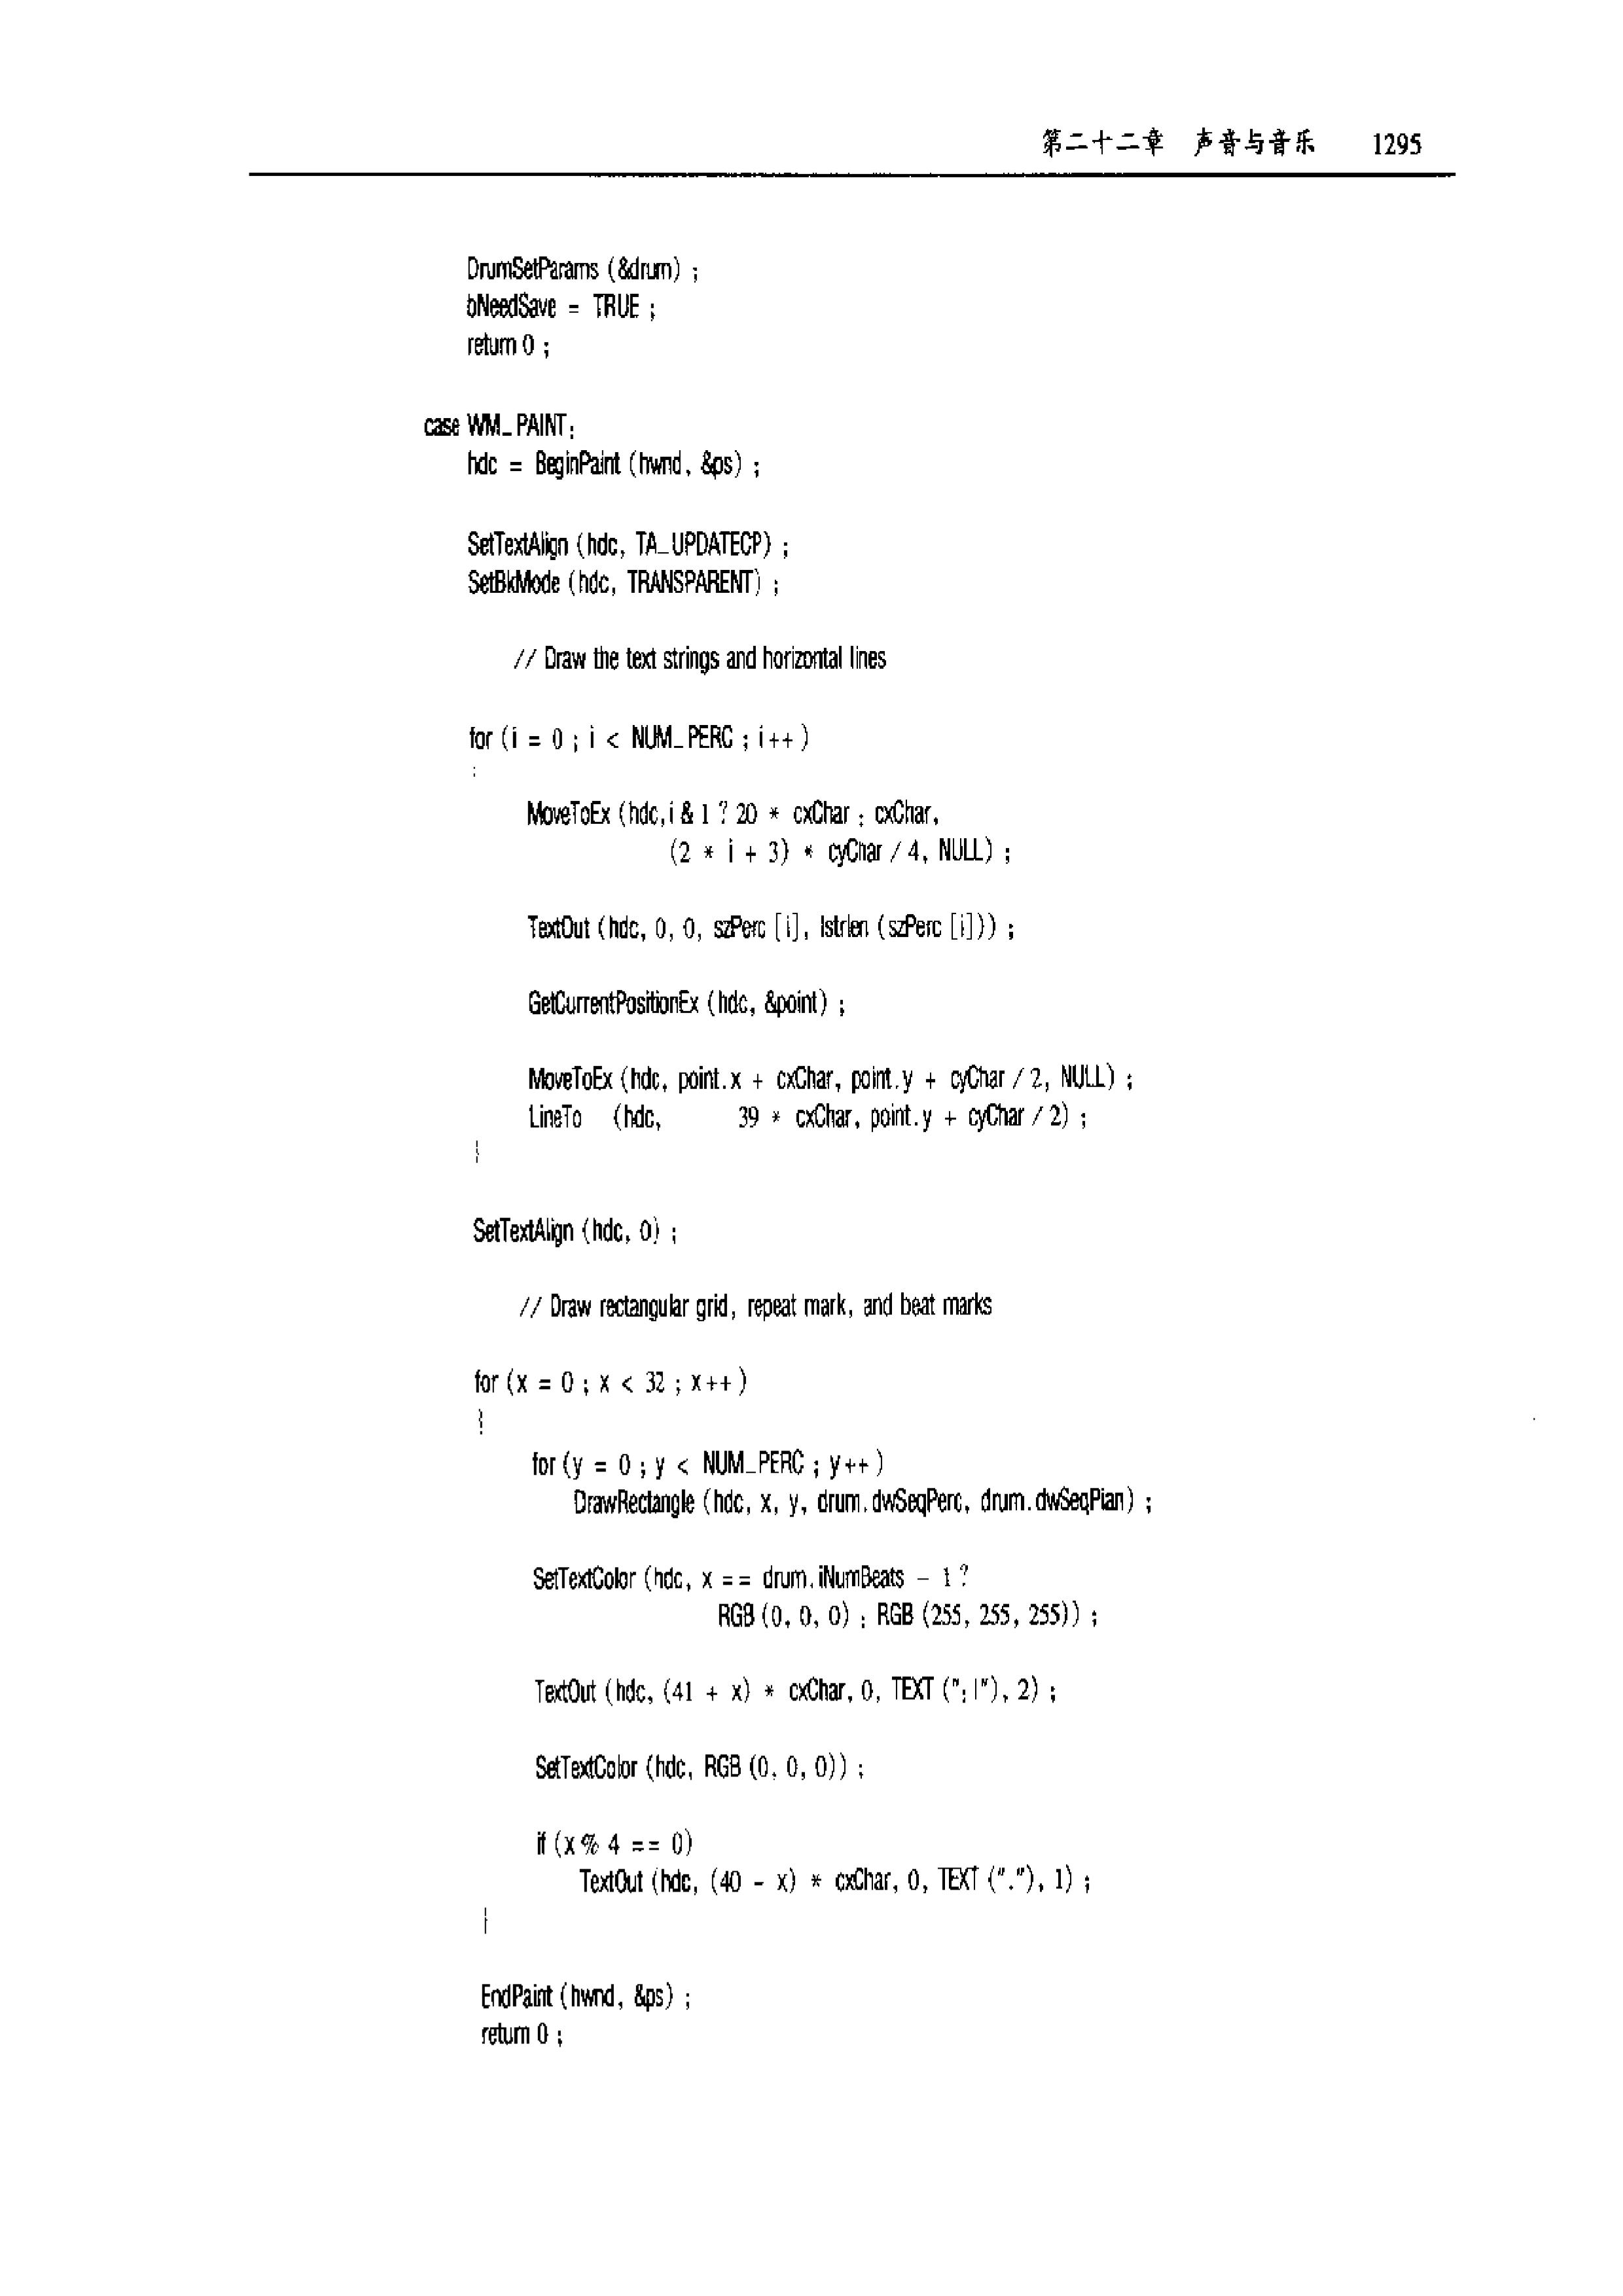 第二十二章 声音与音乐 1295
DrumSetParams (&drum) ;
bNeedSave = TRUE ;
return 0 ;
case WM_PAINT:
hdc = BeginPaint (hwnd, &ps) ;
SetTextAlign (hdc, TA_UPDATECP) ;
SetBkMode (hdc, TRANSPARENT) ;
// Draw the text strings and horizontal lines
for (i = 0 ; i < NUM_PERC ; i++ )
{
MoveToEx (hdc, i & 1 ? 20 * cxChar : cxChar,
(2 * i + 3) * cyChar / 4, NULL) ;
TextOut (hdc, 0, 0, szPerc [i], lstrlen (szPerc [i])) ;
GetCurrentPositionEx (hdc, &point) ;
MoveToEx (hdc, point.x + cxChar, point.y + cyChar / 2, NULL) ;
LineTo (hdc, 39 * cxChar, point.y + cyChar / 2) ;
}
SetTextAlign (hdc, 0) ;
// Draw rectangular grid, repeat mark, and beat marks
for (x = 0 ; x < 32 ; x++ )
{
for (y = 0 ; y < NUM_PERC ; y++ )
DrawRectangle (hdc, x, y, drum.dwSeqPerc, drum.dwSeqPian) ;
SetTextColor (hdc, x == drum.iNumBeats - 1 ?
RGB (0, 0, 0) : RGB (255, 255, 255)) ;
TextOut (hdc, (41 + x) * cxChar, 0, TEXT (":|"), 2) ;
SetTextColor (hdc, RGB (0, 0, 0)) ;
if (x % 4 == 0)
TextOut (hdc, (40 - x) * cxChar, 0, TEXT ("."), 1) ;
}
EndPaint (hwnd, &ps) ;
return 0 ;